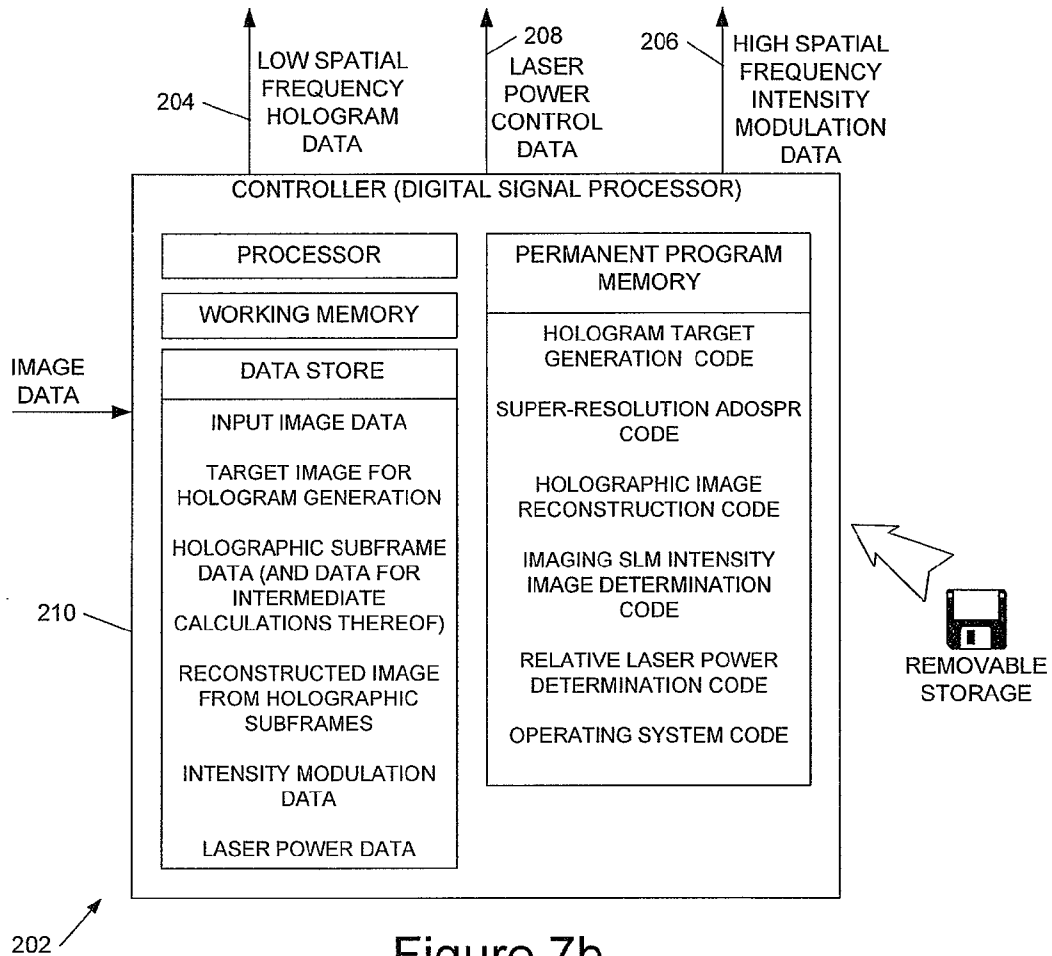 204
LOW SPATIAL
FREQUENCY
HOLOGRAM
DATA
208
LASER
POWER
CONTROL
DATA
206
HIGH SPATIAL
FREQUENCY
INTENSITY
MODULATION
DATA
CONTROLLER (DIGITAL SIGNAL PROCESSOR)
PROCESSOR
WORKING MEMORY
DATA STORE
INPUT IMAGE DATA
TARGET IMAGE FOR
HOLOGRAM GENERATION
HOLOGRAPHIC SUBFRAME
DATA (AND DATA FOR
INTERMEDIATE
CALCULATIONS THEREOF)
RECONSTRUCTED IMAGE
FROM HOLOGRAPHIC
SUBFRAMES
INTENSITY MODULATION
DATA
LASER POWER DATA
PERMANENT PROGRAM
MEMORY
HOLOGRAM TARGET
GENERATION CODE
SUPER-RESOLUTION ADOSPR
CODE
HOLOGRAPHIC IMAGE
RECONSTRUCTION CODE
IMAGING SLM INTENSITY
IMAGE DETERMINATION
CODE
RELATIVE LASER POWER
DETERMINATION CODE
OPERATING SYSTEM CODE
IMAGE
DATA
210
REMOVABLE
STORAGE
202
Figure 7b